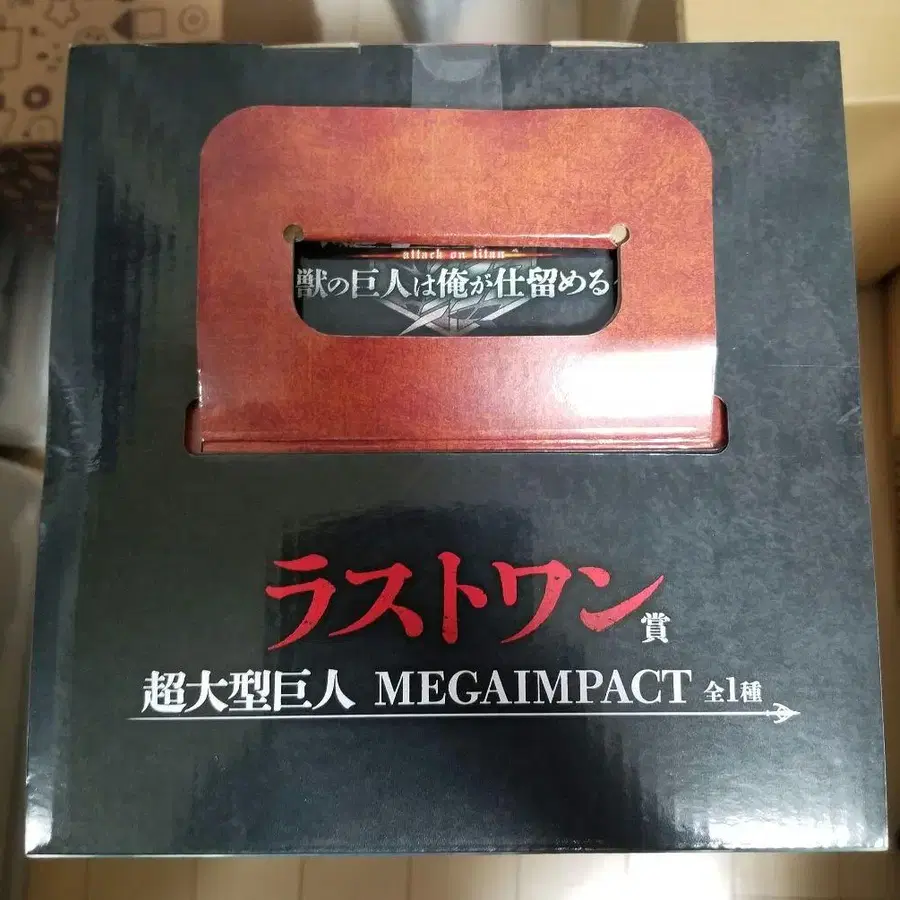 attack on titan
獣の巨人は俺が仕留める
ラストワン賞
超大型巨人 MEGAIMPACT 全1種